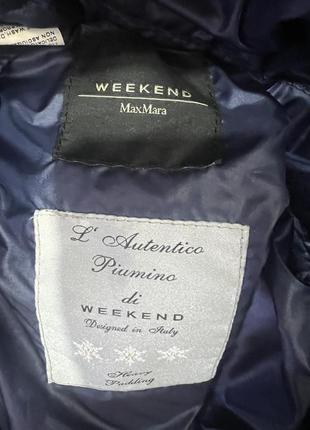 WEEKEND
MaxMara
L' Autentico
Piumino
di
WEEKEND
Designed in Italy
Heavy
Padding